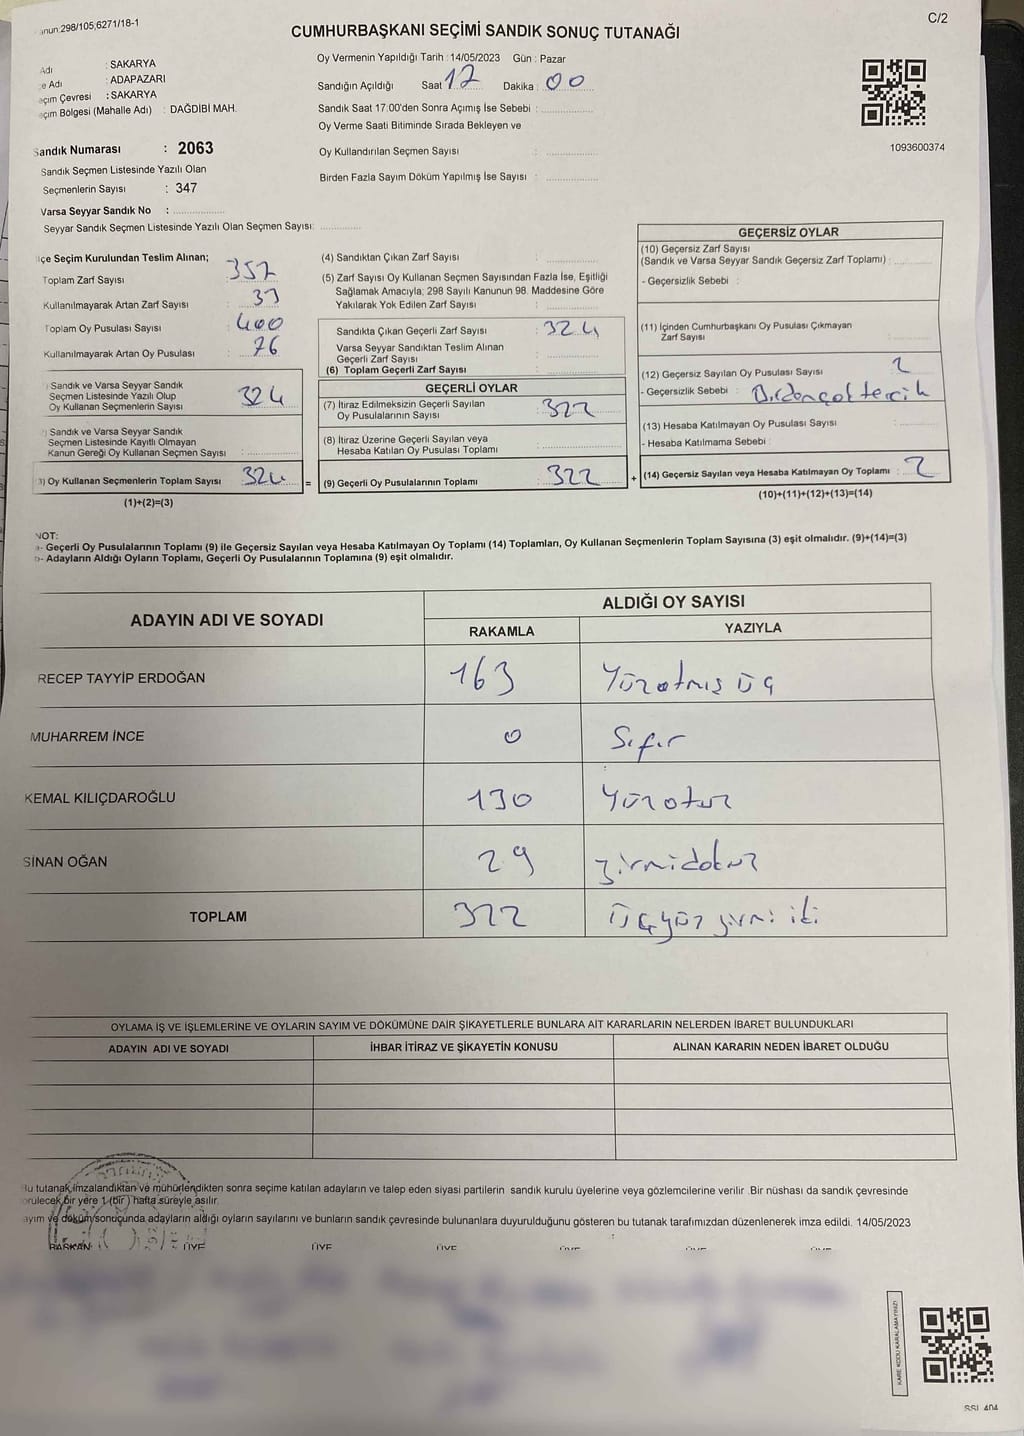 298/105,6271/18-1
C/2
CUMHURBAŞKANI SEÇİMİ SANDIK SONUÇ TUTANAĞI
Adı : SAKARYA
Adı : ADAPAZARI
Çevresi : SAKARYA
Bölgesi (Mahalle Adı) : DAĞDİBİ MAH.
Oy Vermenin Yapıldığı Tarih : 14/05/2023 Gün : Pazar
Sandığın Açıldığı Saat 17 Dakika : 00
Sandık Saat 17:00'den Sonra Açımış İse Sebebi :
Oy Verme Saati Bitiminde Sırada Bekleyen ve
Oy Kullandırılan Seçmen Sayısı :
Birden Fazla Sayım Döküm Yapılmış İse Sayısı :
1093600374
Sandık Numarası : 2063
Sandık Seçmen Listesinde Yazılı Olan
Seçmenlerin Sayısı : 347
Varsa Seyyar Sandık No :
Seyyar Sandık Seçmen Listesinde Yazılı Olan Seçmen Sayısı:
İlçe Seçim Kurulundan Teslim Alınan;
Toplam Zarf Sayısı : 357
Kullanılmayarak Artan Zarf Sayısı : 33
Toplam Oy Pusulası Sayısı : 400
Kullanılmayarak Artan Oy Pusulası : 76
Sandık ve Varsa Seyyar Sandık
Seçmen Listesinde Yazılı Olup
Oy Kullanan Seçmenlerin Sayısı : 324
Sandık ve Varsa Seyyar Sandık
Seçmen Listesinde Kayıtlı Olmayan
Kanun Gereği Oy Kullanan Seçmen Sayısı :
3) Oy Kullanan Seçmenlerin Toplam Sayısı : 324 =
(1)+(2)=(3)
(4) Sandıktan Çıkan Zarf Sayısı :
(5) Zarf Sayısı Oy Kullanan Seçmen Sayısından Fazla İse, Eşitliği
Sağlamak Amacıyla, 298 Sayılı Kanunun 98. Maddesine Göre
Yakılarak Yok Edilen Zarf Sayısı :
Sandıkta Çıkan Geçerli Zarf Sayısı : 324
Varsa Seyyar Sandıktan Teslim Alınan
Geçerli Zarf Sayısı :
(6) Toplam Geçerli Zarf Sayısı :
GEÇERLİ OYLAR
(7) İtiraz Edilmeksizin Geçerli Sayılan
Oy Pusulalarının Sayısı : 322
(8) İtiraz Üzerine Geçerli Sayılan veya
Hesaba Katılan Oy Pusulası Toplamı :
(9) Geçerli Oy Pusulalarının Toplamı : 322 +
GEÇERSİZ OYLAR
(10) Geçersiz Zarf Sayısı
(Sandık ve Varsa Seyyar Sandık Geçersiz Zarf Toplamı) :
- Geçersizlik Sebebi :
(11) İçinden Cumhurbaşkanı Oy Pusulası Çıkmayan
Zarf Sayısı
(12) Geçersiz Sayılan Oy Pusulası Sayısı 2
- Geçersizlik Sebebi : Birden çok tercih
(13) Hesaba Katılmayan Oy Pusulası Sayısı
- Hesaba Katılmama Sebebi :
(14) Geçersiz Sayılan veya Hesaba Katılmayan Oy Toplamı : 2
(10)+(11)+(12)+(13)=(14)
NOT:
a- Geçerli Oy Pusulalarının Toplamı (9) ile Geçersiz Sayılan veya Hesaba Katılmayan Oy Toplamı (14) Toplamları, Oy Kullanan Seçmenlerin Toplam Sayısına (3) eşit olmalıdır. (9)+(14)=(3)
b- Adayların Aldığı Oyların Toplamı, Geçerli Oy Pusulalarının Toplamına (9) eşit olmalıdır.
ADAYIN ADI VE SOYADI
ALDIĞI OY SAYISI
RAKAMLA YAZIYLA
RECEP TAYYİP ERDOĞAN 163 Yüzatmış üç
MUHARREM İNCE 0 Sıfır
KEMAL KILIÇDAROĞLU 130 Yüzotuz
SİNAN OĞAN 29 Yirmidokuz
TOPLAM 322 Üçyüz yirmi iki
OYLAMA İŞ VE İŞLEMLERİNE VE OYLARIN SAYIM VE DÖKÜMÜNE DAİR ŞİKAYETLERLE BUNLARA AİT KARARLARIN NELERDEN İBARET BULUNDUKLARI
ADAYIN ADI VE SOYADI İHBAR İTİRAZ VE ŞİKAYETİN KONUSU ALINAN KARARIN NEDEN İBARET OLDUĞU
Bu tutanak,imzalandıktan ve mühürlendikten sonra seçime katılan adayların ve talep eden siyasi partilerin sandık kurulu üyelerine veya gözlemcilerine verilir .Bir nüshası da sandık çevresinde
görülecek bir yere 1 (bir) hafta süreyle asılır.
Sayım ve döküm sonucunda adayların aldığı oyların sayılarını ve bunların sandık çevresinde bulunanlara duyurulduğunu gösteren bu tutanak tarafımızdan düzenlenerek imza edildi. 14/05/2023
BAŞKAN ÜYE ÜYE ÜYE ÜYE ÜYE ÜYE
KARE KODU KARALAMAYINIZ!
SSI 404